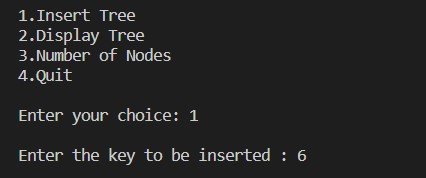 1.Insert Tree
2.Display Tree
3.Number of Nodes
4.Quit
Enter your choice: 1
Enter the key to be inserted : 6